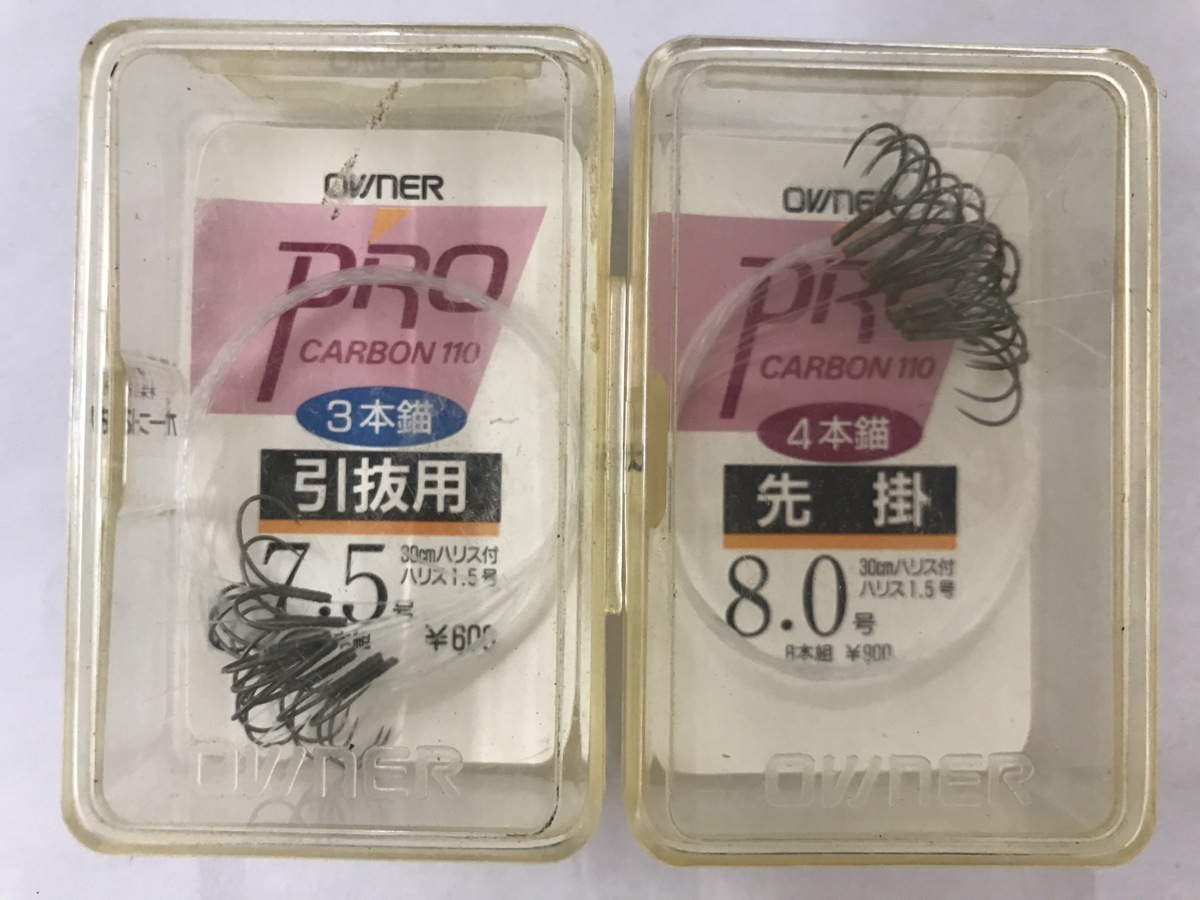 OWNER
PRO
CARBON 110
3本錨
引抜用
7.5号
30cmハリス付
ハリス1.5号
¥600
OWNER
OWNER
PRO
CARBON 110
4本錨
先 掛
8.0号
30cmハリス付
ハリス1.5号
8本組 ¥900
OWNER